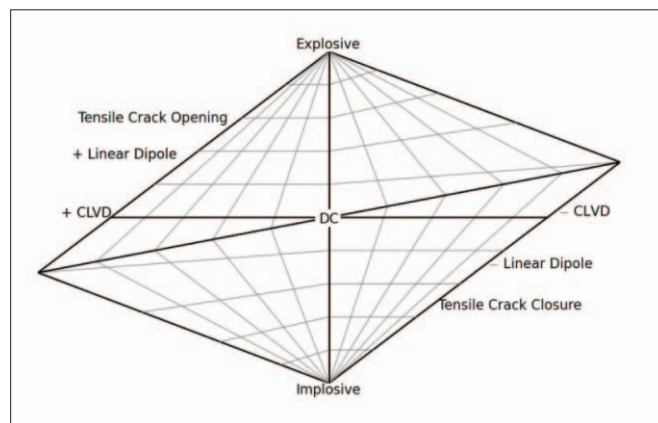 Explosive
Tensile Crack Opening
+ Linear Dipole
+ CLVD
DC
− CLVD
− Linear Dipole
Tensile Crack Closure
Implosive